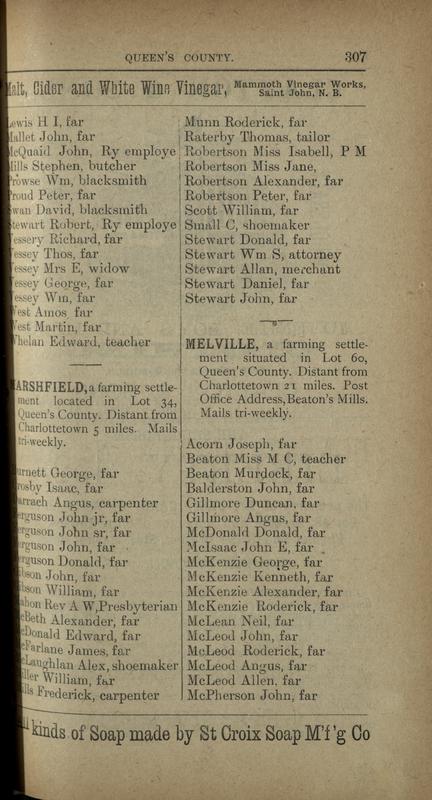 QUEEN'S COUNTY. 307
Malt, Cider and White Wine Vinegar, Mammoth Vinegar Works, Saint John, N. B.
Lewis H I, far
Mallet John, far
McQuaid John, Ry employe
Mills Stephen, butcher
Prowse Wm, blacksmith
Proud Peter, far
Swan David, blacksmith
Stewart Robert, Ry employe
Vessery Richard, far
Vessey Thos, far
Vessey Mrs E, widow
Vessey George, far
Vessey Wm, far
West Amos, far
West Martin, far
Whelan Edward, teacher
MARSHFIELD, a farming settle-
ment located in Lot 34,
Queen's County. Distant from
Charlottetown 5 miles. Mails
tri-weekly.
Burnett George, far
Crosby Isaac, far
Angus, carpenter
Ferguson John jr, far
Ferguson John sr, far
Ferguson John, far
Ferguson Donald, far
John, far
William, far
Rev A W, Presbyterian
McBeth Alexander, far
McDonald Edward, far
McFarlane James, far
McLaughlan Alex, shoemaker
Miller William, far
Mills Frederick, carpenter
Munn Roderick, far
Raterby Thomas, tailor
Robertson Miss Isabell, P M
Robertson Miss Jane,
Robertson Alexander, far
Robertson Peter, far
Scott William, far
Small C, shoemaker
Stewart Donald, far
Stewart Wm S, attorney
Stewart Allan, merchant
Stewart Daniel, far
Stewart John, far
MELVILLE, a farming settle-
ment situated in Lot 60,
Queen's County. Distant from
Charlottetown 21 miles. Post
Office Address, Beaton's Mills.
Mails tri-weekly.
Acorn Joseph, far
Beaton Miss M C, teacher
Beaton Murdock, far
Balderston John, far
Gillmore Duncan, far
Gillmore Angus, far
McDonald Donald, far
McIsaac John E, far
McKenzie George, far
McKenzie Kenneth, far
McKenzie Alexander, far
McKenzie Roderick, far
McLean Neil, far
McLeod John, far
McLeod Roderick, far
McLeod Angus, far
McLeod Allen, far
McPherson John, far
All kinds of Soap made by St Croix Soap M'f'g Co